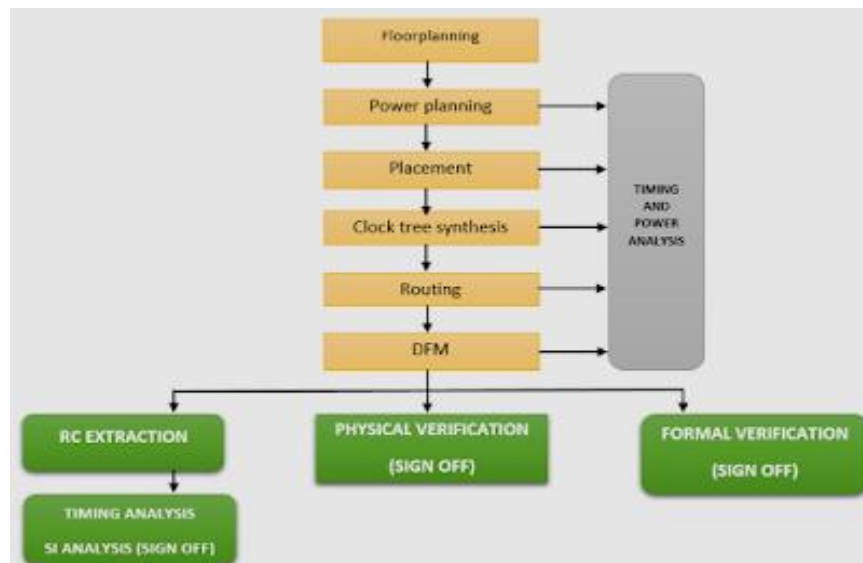 Floorplanning
Power planning
Placement
Clock tree synthesis
Routing
DFM
TIMING
AND
POWER
ANALYSIS
RC EXTRACTION
TIMING ANALYSIS
SI ANALYSIS (SIGN OFF)
PHYSICAL VERIFICATION
(SIGN OFF)
FORMAL VERIFICATION
(SIGN OFF)